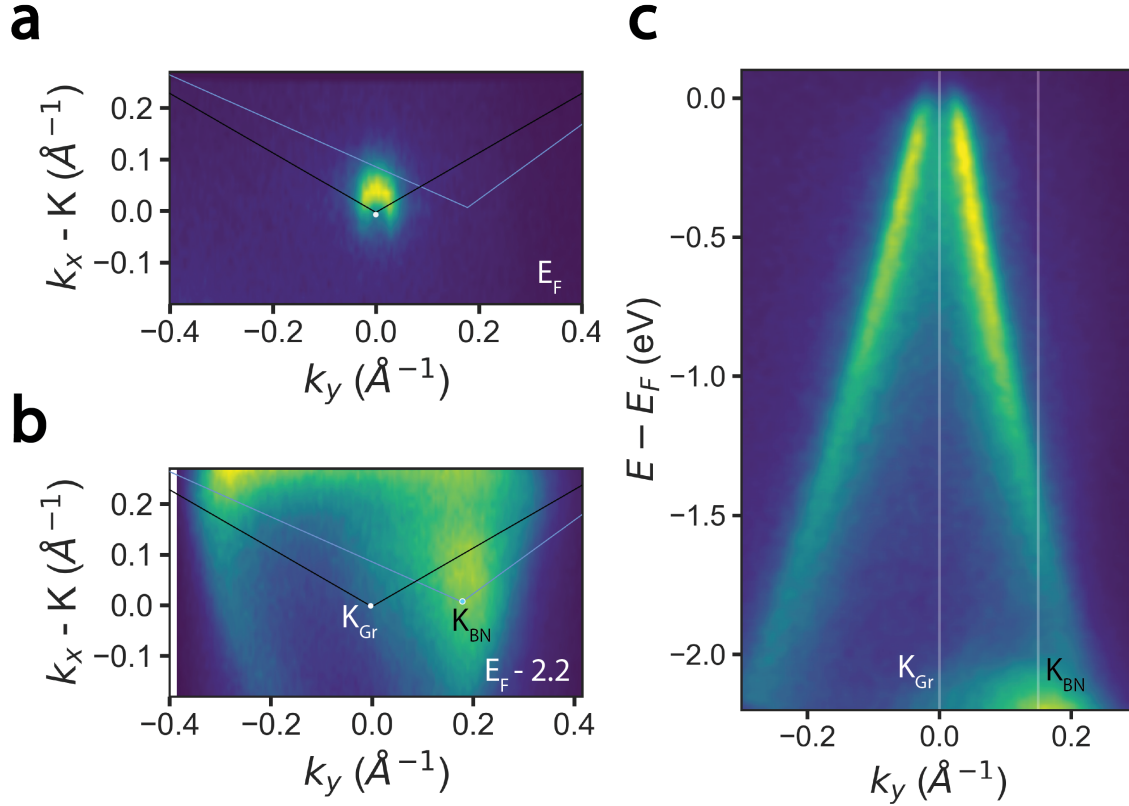 a
0.2
0.1
0.0
−0.1
k_x - K (Å⁻¹)
E_F
−0.4 −0.2 0.0 0.2 0.4
k_y (Å⁻¹)
b
0.2
0.1
0.0
−0.1
k_x - K (Å⁻¹)
K_Gr
K_BN
E_F - 2.2
−0.4 −0.2 0.0 0.2 0.4
k_y (Å⁻¹)
c
0.0
−0.5
−1.0
−1.5
−2.0
E − E_F (eV)
K_Gr
K_BN
−0.2 0.0 0.2
k_y (Å⁻¹)